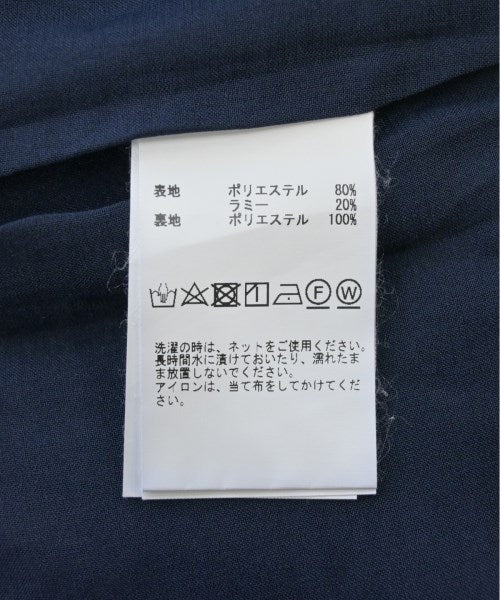 表地 ポリエステル 80%
ラミー 20%
裏地 ポリエステル 100%
F W
洗濯の時は、ネットをご使用ください。
長時間水に漬けておいたり、濡れたま
ま放置しないでください。
アイロンは、当て布をしてかけてくだ
さい。